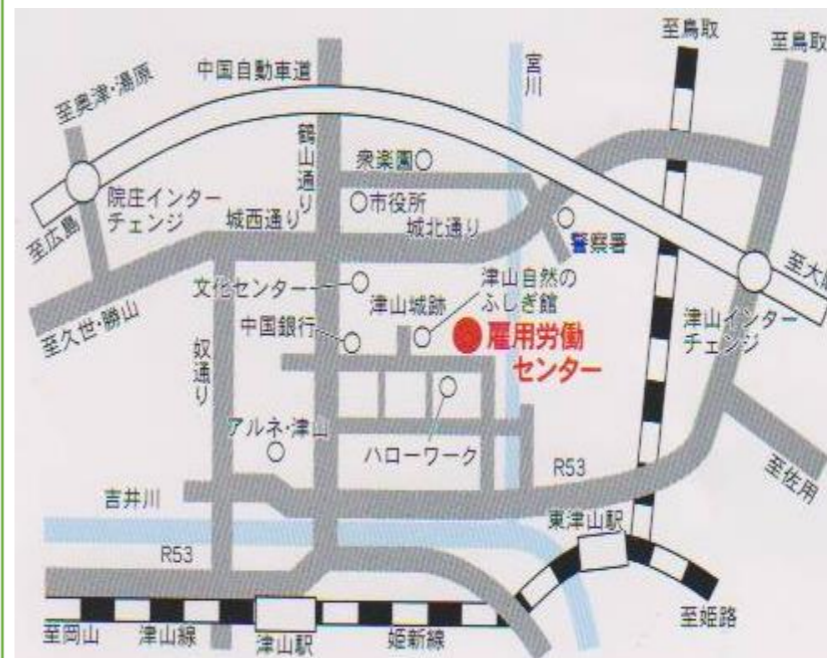 至鳥取
至鳥取
中国自動車道
宮川
至奥津・湯原
鶴山通り
衆楽園
院庄インター
チェンジ
市役所
至広島
城西通り
城北通り
警察署
文化センター
津山自然の
ふしぎ館
津山城跡
至久世・勝山
中国銀行
雇用労働
センター
津山インター
チェンジ
奴通り
アルネ・津山
ハローワーク
R53
至佐用
吉井川
東津山駅
R53
至岡山
津山線
津山駅
姫新線
至姫路